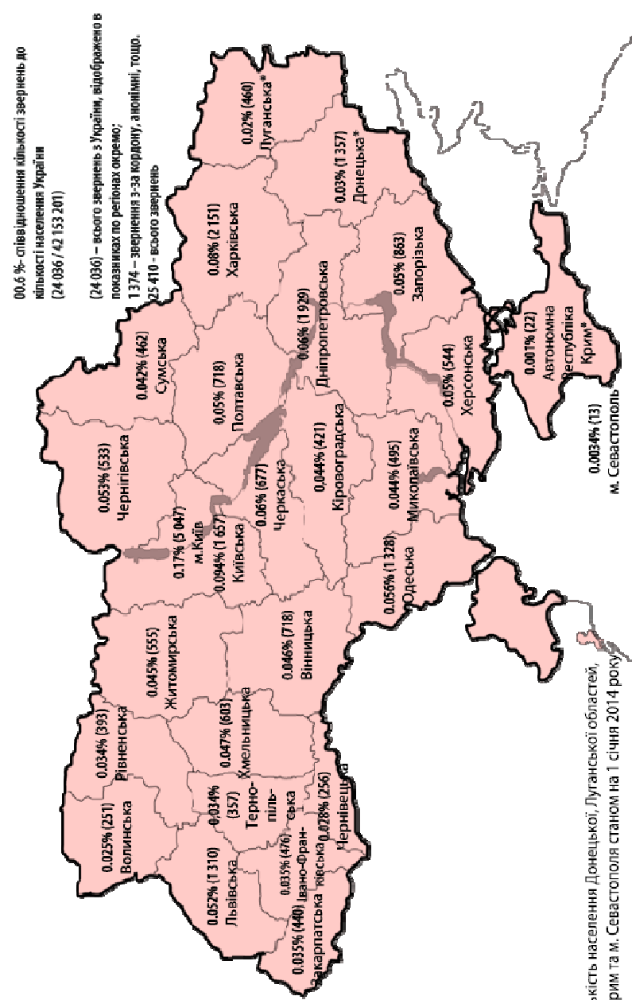 00.6 %- співвідношення кількості звернень до
кількості населення України
(24 036 / 42 153 201)
(24 036) – всього звернень з України, відображено в
показниках по регіонах окремо;
1 374 – звернення з-за кордону, анонімні, тощо.
25 410 - всього звернень
0.025% (251)
Волинська
0.034% (393)
Рівненська
0.045% (555)
Житомирська
0.053% (533)
Чернігівська
0.042% (462)
Сумська
0.17% (5 047)
м.Київ
0.094% (1 657)
Київська
0.052% (1 310)
Львівська
0.034%
(357)
Терно-
піль-
ська
0.047% (603)
Хмельницька
0.046% (718)
Вінницька
0.06% (677)
Черкаська
0,05% (718)
Полтавська
0.08% (2 151)
Харківська
0.02% (460)
Луганська*
0.03% (1 357)
Донецька*
0.06% (1 929)
Дніпропетровська
0,044% (421)
Кіровоградська
0.035% (440)
Закарпатська
0.035% (476)
Івано-Фран-
ківська
0.028% (256)
Чернівецька
0.056% (1 328)
Одеська
0.044% (495)
Миколаївська
0.05% (544)
Херсонська
0.05% (863)
Запорізька
0.001% (22)
Автономна
еспубліка
Крим*
0.0034% (13)
м. Севастополь*
ькість населення Донецької, Луганської областей,
рим та м. Севастополя станом на 1 січня 2014 року